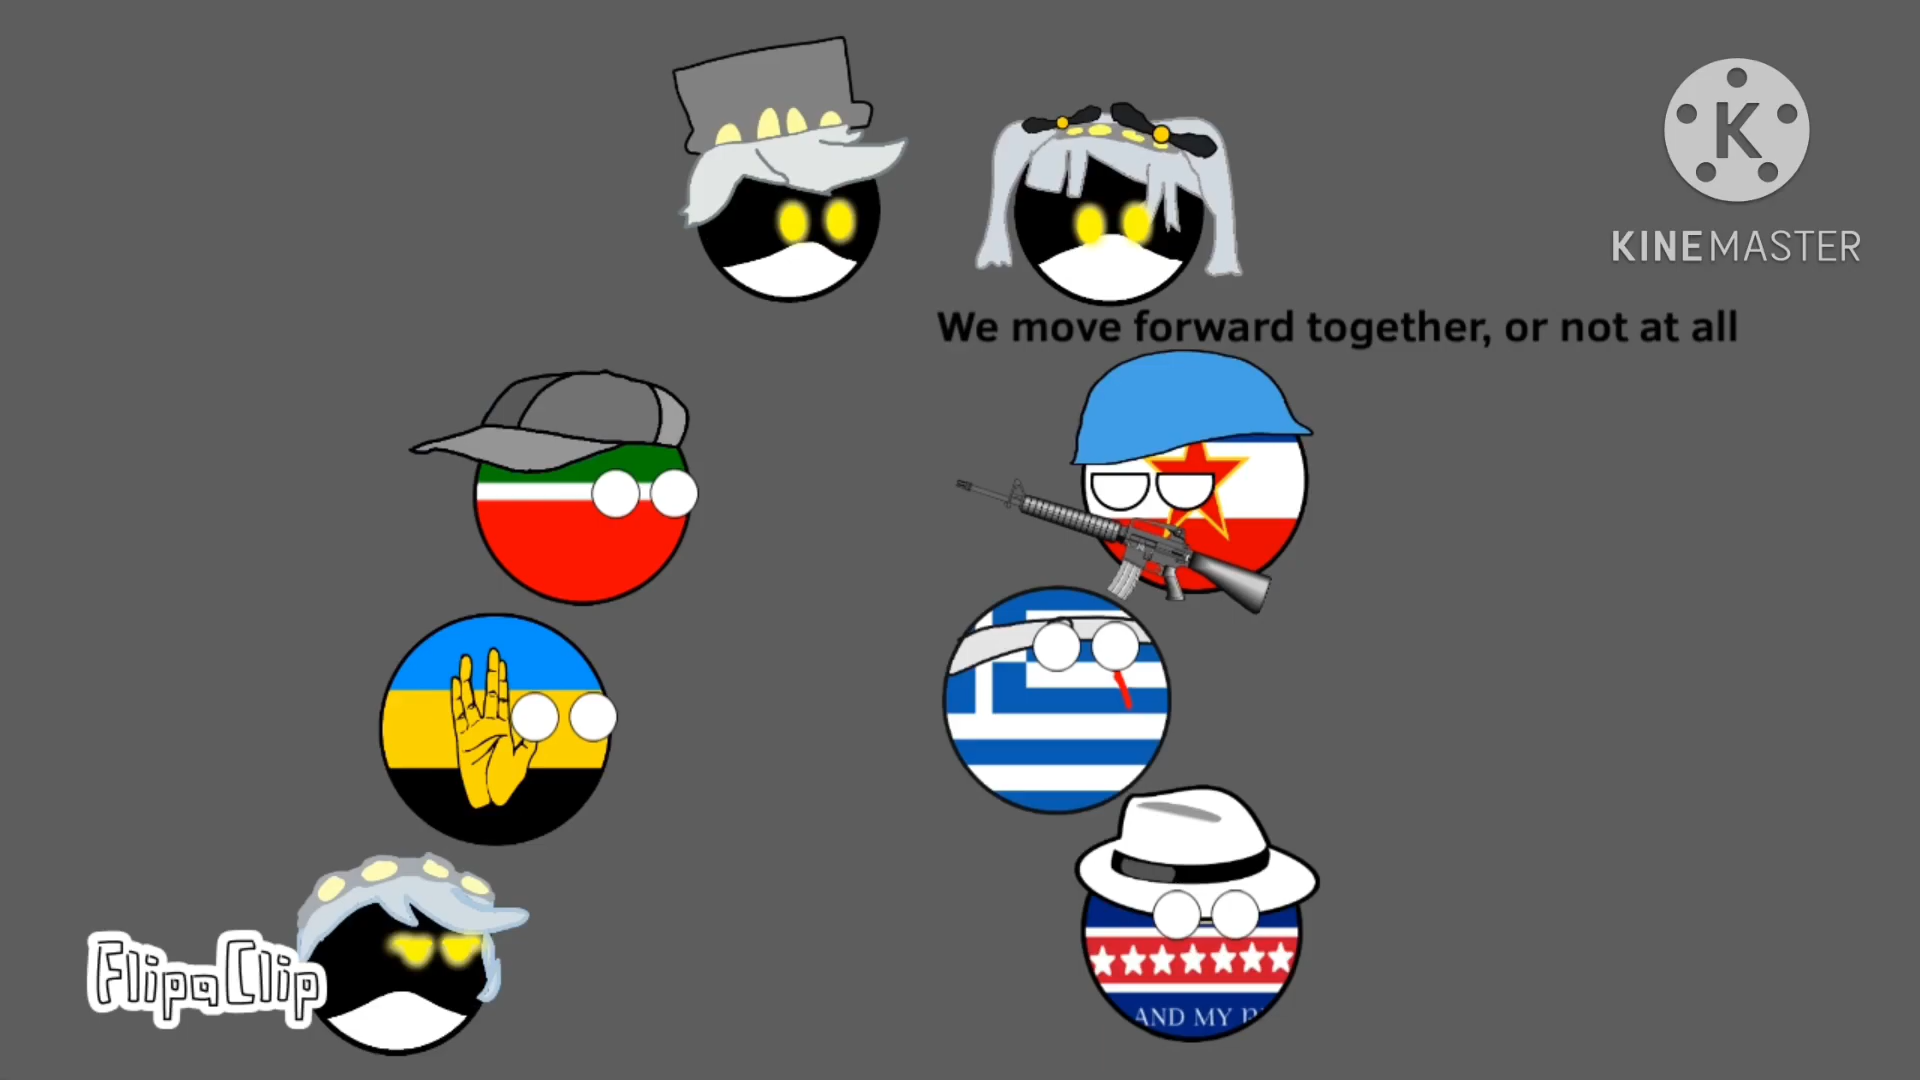 K
KINEMASTER
We move forward together, or not at all
FlipaClip
AND MY